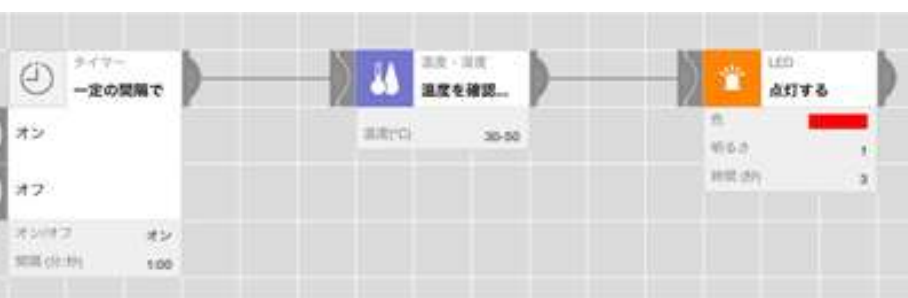 タイマー
一定の間隔で
オン
オフ
オン/オフ オン
間隔 (分:秒) 1:00
温度・湿度
温度を確認...
温度(°C) 30-50
LED
点灯する
色
明るさ 1
時間 (秒) 3